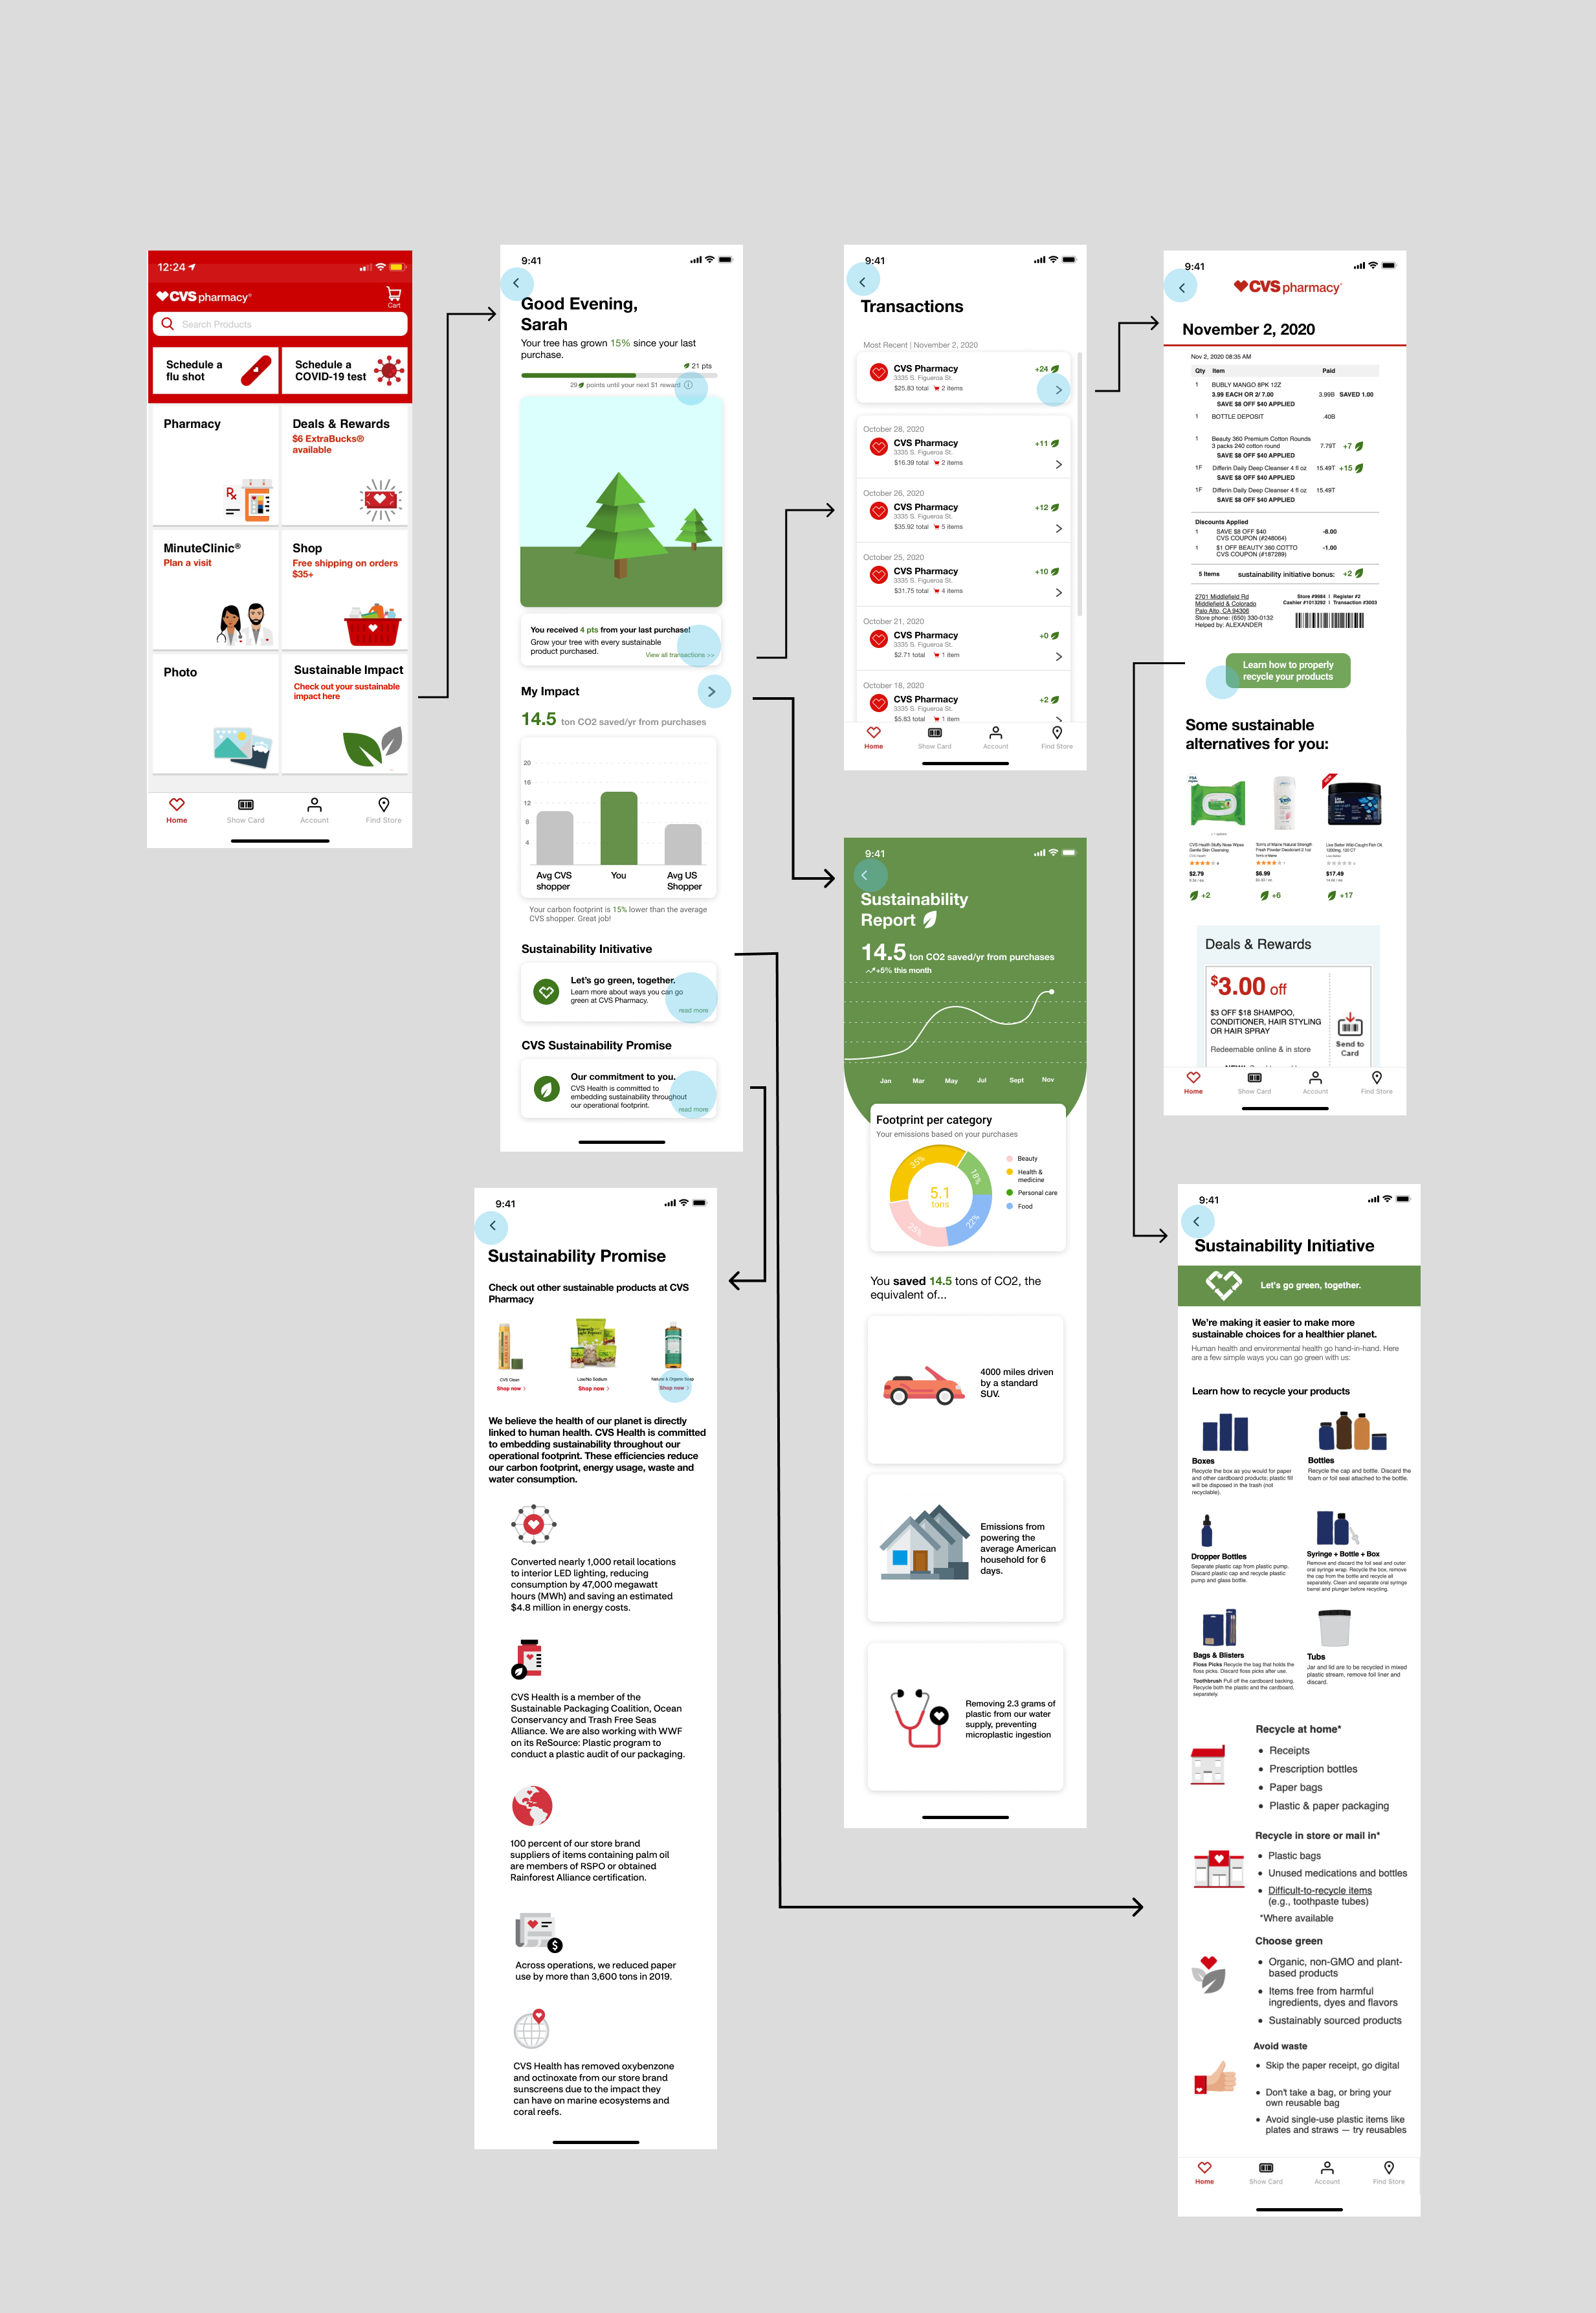 12:24
CVS pharmacy®
Cart
Search Products
Schedule a
flu shot
Schedule a
COVID-19 test
Pharmacy
Deals & Rewards
$6 ExtraBucks®
available
MinuteClinic®
Plan a visit
Shop
Free shipping on orders
$35+
Photo
Sustainable Impact
Check out your sustainable
impact here
Home
Show Card
Account
Find Store
9:41
Good Evening,
Sarah
Your tree has grown 15% since your last
purchase.
21 pts
29 points until your next $1 reward
You received 4 pts from your last purchase!
Grow your tree with every sustainable
product purchased.
View all transactions >>
My Impact
14.5 ton CO2 saved/yr from purchases
20
16
12
8
4
Avg CVS
shopper
You
Avg US
Shopper
Your carbon footprint is 15% lower than the average
CVS shopper. Great job!
Sustainability Initivative
Let's go green, together.
Learn more about ways you can go
green at CVS Pharmacy.
read more
CVS Sustainability Promise
Our commitment to you.
CVS Health is committed to
embedding sustainability throughout
our operational footprint.
read more
9:41
Transactions
Most Recent | November 2, 2020
CVS Pharmacy
3335 S. Figueroa St.
$25.83 total 2 items
+24
October 28, 2020
CVS Pharmacy
3335 S. Figueroa St.
$16.39 total 2 items
+11
October 26, 2020
CVS Pharmacy
3335 S. Figueroa St.
$35.92 total 5 items
+12
October 25, 2020
CVS Pharmacy
3335 S. Figueroa St.
$31.75 total 4 items
+10
October 21, 2020
CVS Pharmacy
3335 S. Figueroa St.
$2.71 total 1 item
+0
October 18, 2020
CVS Pharmacy
3335 S. Figueroa St.
$5.83 total 1 item
+2
Home
Show Card
Account
Find Store
9:41
CVS pharmacy®
November 2, 2020
Nov 2, 2020 08:35 AM
Qty Item Paid
1 BUBLY MANGO 8PK 12Z
3.99 EACH OR 2/ 7.00 3.99B SAVED 1.00
SAVE $8 OFF $40 APPLIED
1 BOTTLE DEPOSIT .40B
1 Beauty 360 Premium Cotton Rounds
3 packs 240 cotton round 7.79T +7
SAVE $8 OFF $40 APPLIED
1F Differin Daily Deep Cleanser 4 fl oz 15.49T +15
SAVE $8 OFF $40 APPLIED
1F Differin Daily Deep Cleanser 4 fl oz 15.49T
SAVE $8 OFF $40 APPLIED
Discounts Applied
1 SAVE $8 OFF $40 -8.00
CVS COUPON (#248064)
1 $1 OFF BEAUTY 360 COTTO -1.00
CVS COUPON (#187289)
5 Items sustainability initiative bonus: +2
2701 Middlefield Rd
Middlefield & Colorado
Palo Alto, CA 94306
Store phone: (650) 330-0132
Helped by: ALEXANDER
Store #9984 | Register #2
Cashier #1013292 | Transaction #3003
Learn how to properly
recycle your products
Some sustainable
alternatives for you:
CVS Health Stuffy Nose Wipes
Gentle Skin Cleansing
CVS Health
$2.79
+2
Tom's of Maine Natural Strength
Fresh Powder Deodorant 2.1oz
Tom's of Maine
$6.99
+6
Live Better Wild-Caught Fish Oil,
1200mg, 120 CT
Live Better
$17.49
+17
Deals & Rewards
$3.00 off
$3 OFF $18 SHAMPOO,
CONDITIONER, HAIR STYLING
OR HAIR SPRAY
Redeemable online & in store
Send to
Card
Home
Show Card
Account
Find Store
9:41
Sustainability
Report
14.5 ton CO2 saved/yr from purchases
+5% this month
Jan Mar May Jul Sept Nov
Footprint per category
Your emissions based on your purchases
35%
18%
22%
25%
5.1
tons
Beauty
Health &
medicine
Personal care
Food
You saved 14.5 tons of CO2, the
equivalent of...
4000 miles driven
by a standard
SUV.
Emissions from
powering the
average American
household for 6
days.
Removing 2.3 grams of
plastic from our water
supply, preventing
microplastic ingestion
9:41
Sustainability Promise
Check out other sustainable products at CVS
Pharmacy
CVS Clean
Shop now
Low/No Sodium
Shop now
Natural & Organic Soap
Shop now
We believe the health of our planet is directly
linked to human health. CVS Health is committed
to embedding sustainability throughout our
operational footprint. These efficiencies reduce
our carbon footprint, energy usage, waste and
water consumption.
Converted nearly 1,000 retail locations
to interior LED lighting, reducing
consumption by 47,000 megawatt
hours (MWh) and saving an estimated
$4.8 million in energy costs.
CVS Health is a member of the
Sustainable Packaging Coalition, Ocean
Conservancy and Trash Free Seas
Alliance. We are also working with WWF
on its ReSource: Plastic program to
conduct a plastic audit of our packaging.
100 percent of our store brand
suppliers of items containing palm oil
are members of RSPO or obtained
Rainforest Alliance certification.
Across operations, we reduced paper
use by more than 3,600 tons in 2019.
CVS Health has removed oxybenzone
and octinoxate from our store brand
sunscreens due to the impact they
can have on marine ecosystems and
coral reefs.
9:41
Sustainability Initiative
Let's go green, together.
We're making it easier to make more
sustainable choices for a healthier planet.
Human health and environmental health go hand-in-hand. Here
are a few simple ways you can go green with us:
Learn how to recycle your products
Boxes
Recycle the box as you would for paper
and other cardboard products; plastic fill
will be disposed in the trash (not
recyclable).
Bottles
Recycle the cap and bottle. Discard the
foam or foil seal attached to the bottle.
Dropper Bottles
Separate plastic cap from plastic pump.
Discard plastic cap and recycle plastic
pump and glass bottle.
Syringe + Bottle + Box
Remove and discard the foil seal and outer
oral syringe wrap. Recycle the box, remove
the cap from the bottle and recycle all
separately. Clean and separate oral syringe
barrel and plunger before recycling.
Bags & Blisters
Floss Picks Recycle the bag that holds the
floss picks. Discard floss picks after use.
Toothbrush Pull off the cardboard backing.
Recycle both the plastic and the cardboard,
separately.
Tubs
Jar and lid are to be recycled in mixed
plastic stream, remove foil liner and
discard.
Recycle at home*
• Receipts
• Prescription bottles
• Paper bags
• Plastic & paper packaging
Recycle in store or mail in*
• Plastic bags
• Unused medications and bottles
• Difficult-to-recycle items
(e.g., toothpaste tubes)
*Where available
Choose green
• Organic, non-GMO and plant-
based products
• Items free from harmful
ingredients, dyes and flavors
• Sustainably sourced products
Avoid waste
• Skip the paper receipt, go digital
• Don't take a bag, or bring your
own reusable bag
• Avoid single-use plastic items like
plates and straws — try reusables
Home
Show Card
Account
Find Store